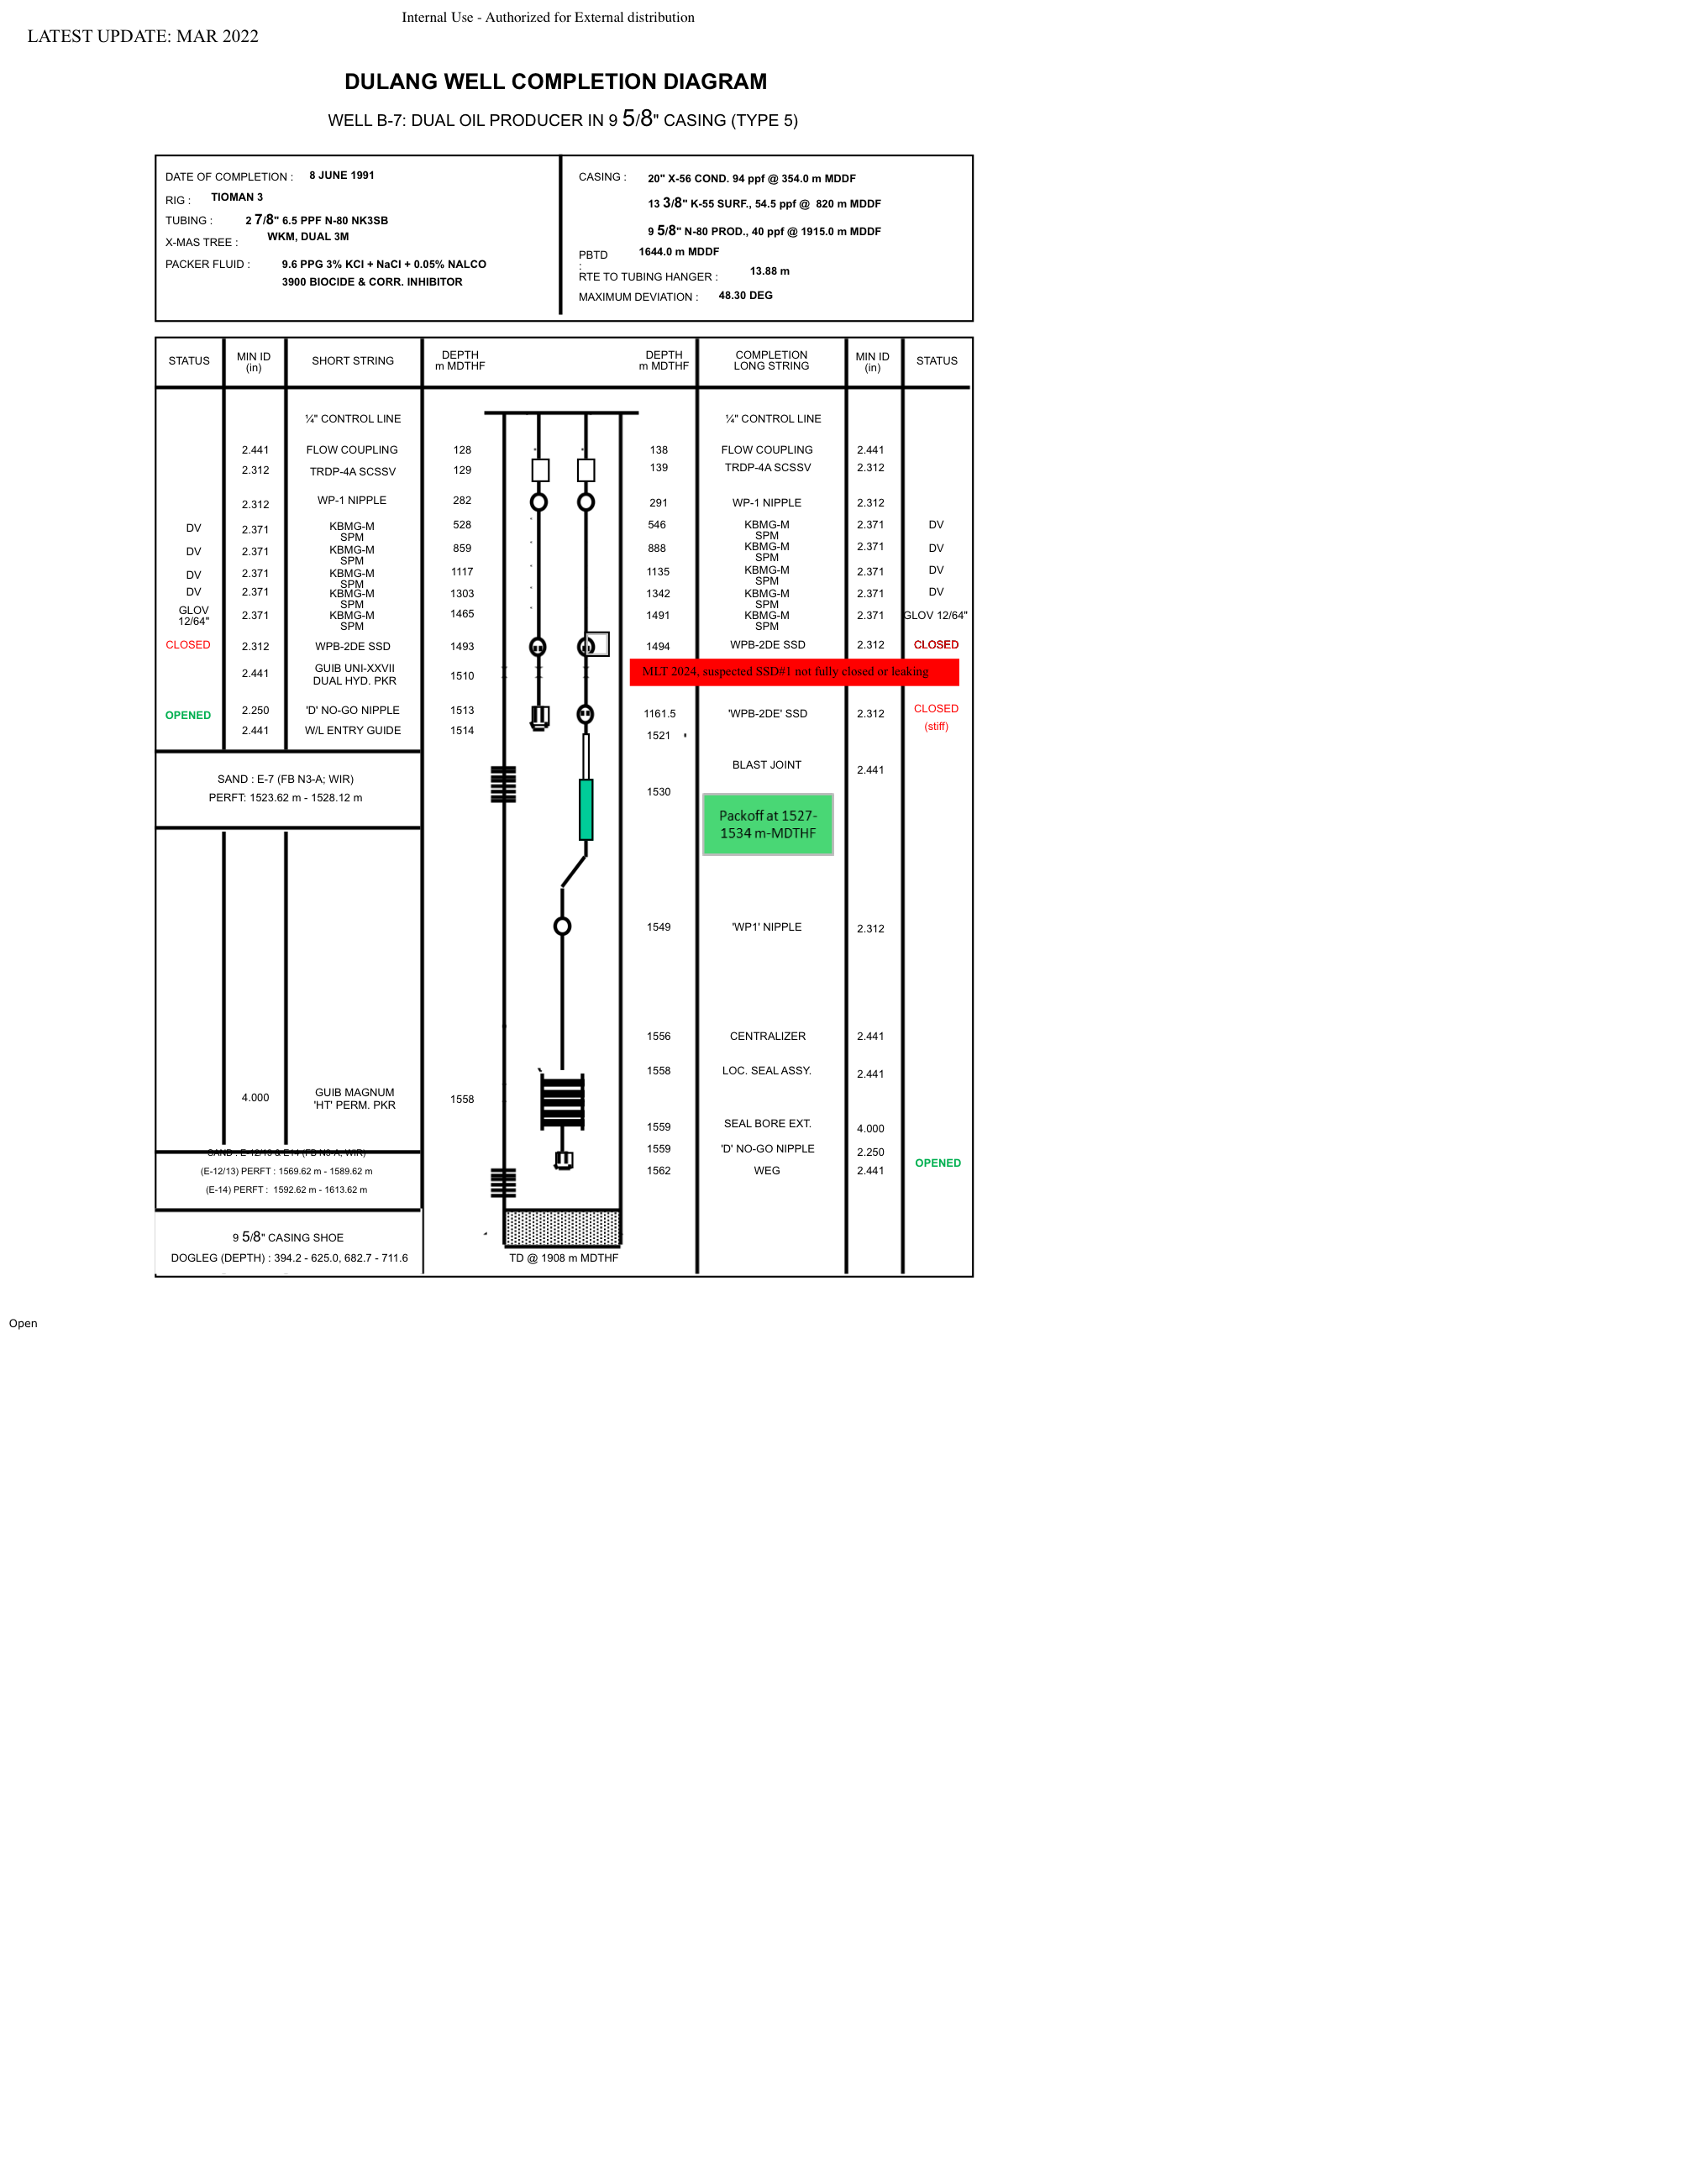 Internal Use - Authorized for External distribution
LATEST UPDATE: MAR 2022
DULANG WELL COMPLETION DIAGRAM
WELL B-7: DUAL OIL PRODUCER IN 9 5/8" CASING (TYPE 5)
DATE OF COMPLETION : 8 JUNE 1991
RIG : TIOMAN 3
TUBING : 2 7/8" 6.5 PPF N-80 NK3SB
X-MAS TREE : WKM, DUAL 3M
PACKER FLUID : 9.6 PPG 3% KCl + NaCl + 0.05% NALCO
3900 BIOCIDE & CORR. INHIBITOR
CASING : 20" X-56 COND. 94 ppf @ 354.0 m MDDF
13 3/8" K-55 SURF., 54.5 ppf @ 820 m MDDF
9 5/8" N-80 PROD., 40 ppf @ 1915.0 m MDDF
PBTD : 1644.0 m MDDF
RTE TO TUBING HANGER : 13.88 m
MAXIMUM DEVIATION : 48.30 DEG
STATUS MIN ID (in) SHORT STRING DEPTH m MDTHF DEPTH m MDTHF COMPLETION LONG STRING MIN ID (in) STATUS
¼" CONTROL LINE ¼" CONTROL LINE
2.441 FLOW COUPLING 128 138 FLOW COUPLING 2.441
2.312 TRDP-4A SCSSV 129 139 TRDP-4A SCSSV 2.312
2.312 WP-1 NIPPLE 282 291 WP-1 NIPPLE 2.312
DV 2.371 KBMG-M SPM 528 546 KBMG-M SPM 2.371 DV
DV 2.371 KBMG-M SPM 859 888 KBMG-M SPM 2.371 DV
DV 2.371 KBMG-M SPM 1117 1135 KBMG-M SPM 2.371 DV
DV 2.371 KBMG-M SPM 1303 1342 KBMG-M SPM 2.371 DV
GLOV 12/64" 2.371 KBMG-M SPM 1465 1491 KBMG-M SPM 2.371 GLOV 12/64"
CLOSED 2.312 WPB-2DE SSD 1493 1494 WPB-2DE SSD 2.312 CLOSED
2.441 GUIB UNI-XXVII DUAL HYD. PKR 1510 MLT 2024, suspected SSD#1 not fully closed or leaking
OPENED 2.250 'D' NO-GO NIPPLE 1513 1161.5 'WPB-2DE' SSD 2.312 CLOSED (stiff)
2.441 W/L ENTRY GUIDE 1514 1521
BLAST JOINT 2.441
SAND : E-7 (FB N3-A; WIR)
PERFT: 1523.62 m - 1528.12 m
1530
Packoff at 1527-
1534 m-MDTHF
1549 'WP1' NIPPLE 2.312
1556 CENTRALIZER 2.441
1558 LOC. SEAL ASSY. 2.441
4.000 GUIB MAGNUM 'HT' PERM. PKR 1558
1559 SEAL BORE EXT. 4.000
1559 'D' NO-GO NIPPLE 2.250
SAND : E-12/13 & E14 (FB N3-A; WIR)
OPENED
1562 WEG 2.441
(E-12/13) PERFT : 1569.62 m - 1589.62 m
(E-14) PERFT : 1592.62 m - 1613.62 m
9 5/8" CASING SHOE
DOGLEG (DEPTH) : 394.2 - 625.0, 682.7 - 711.6
TD @ 1908 m MDTHF
Open